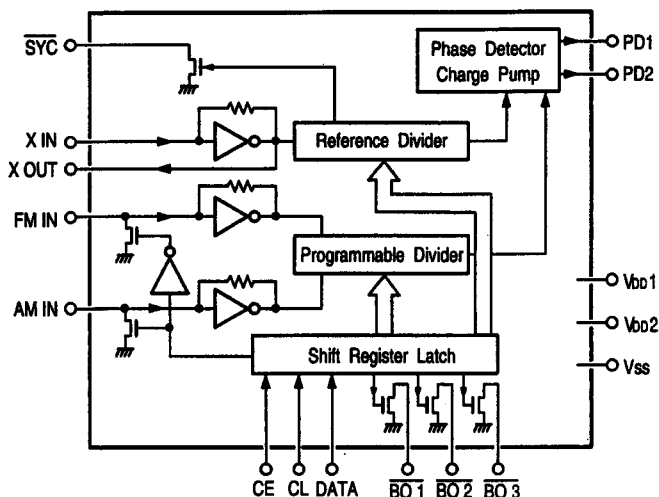 SYC
Phase Detector
Charge Pump
PD1
PD2
X IN
Reference Divider
X OUT
FM IN
Programmable Divider
VDD1
AM IN
VDD2
Shift Register Latch
VSS
CE CL DATA BO 1 BO 2 BO 3